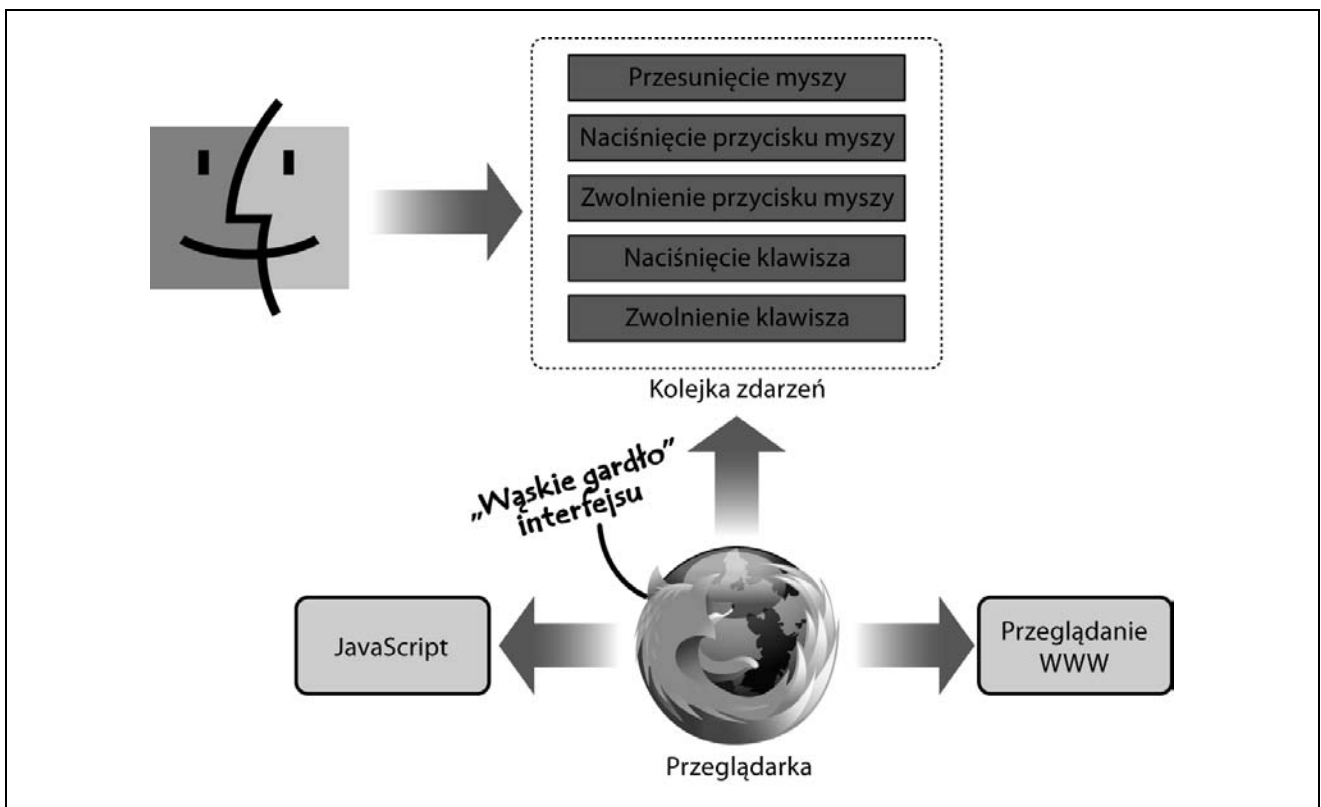 Przesunięcie myszy
Naciśnięcie przycisku myszy
Zwolnienie przycisku myszy
Naciśnięcie klawisza
Zwolnienie klawisza
Kolejka zdarzeń
„Wąskie gardło”
interfejsu
JavaScript
Przeglądanie
WWW
Przeglądarka